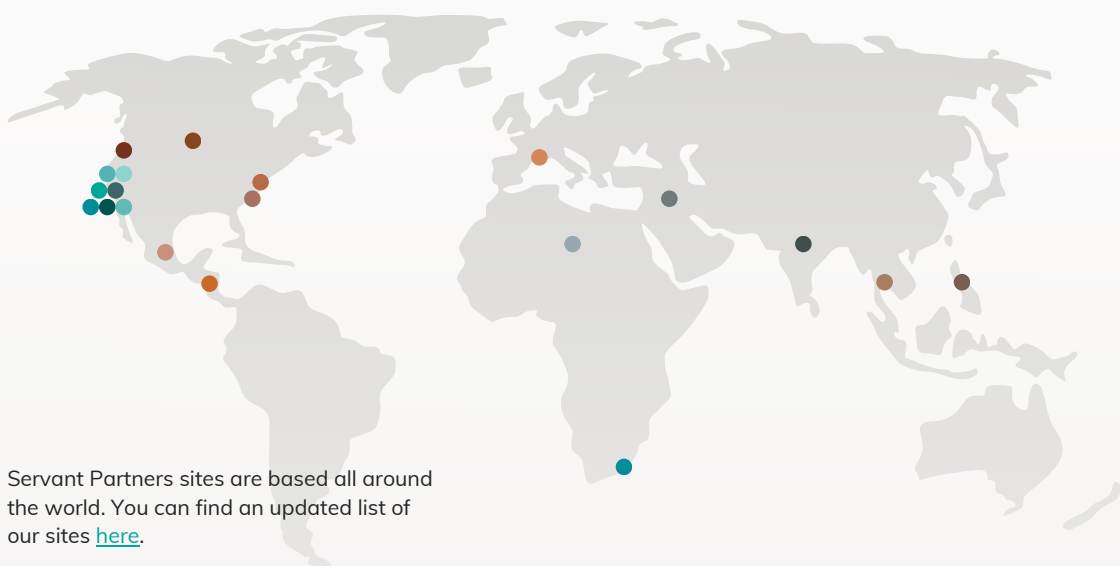 Servant Partners sites are based all around
the world. You can find an updated list of
our sites here.